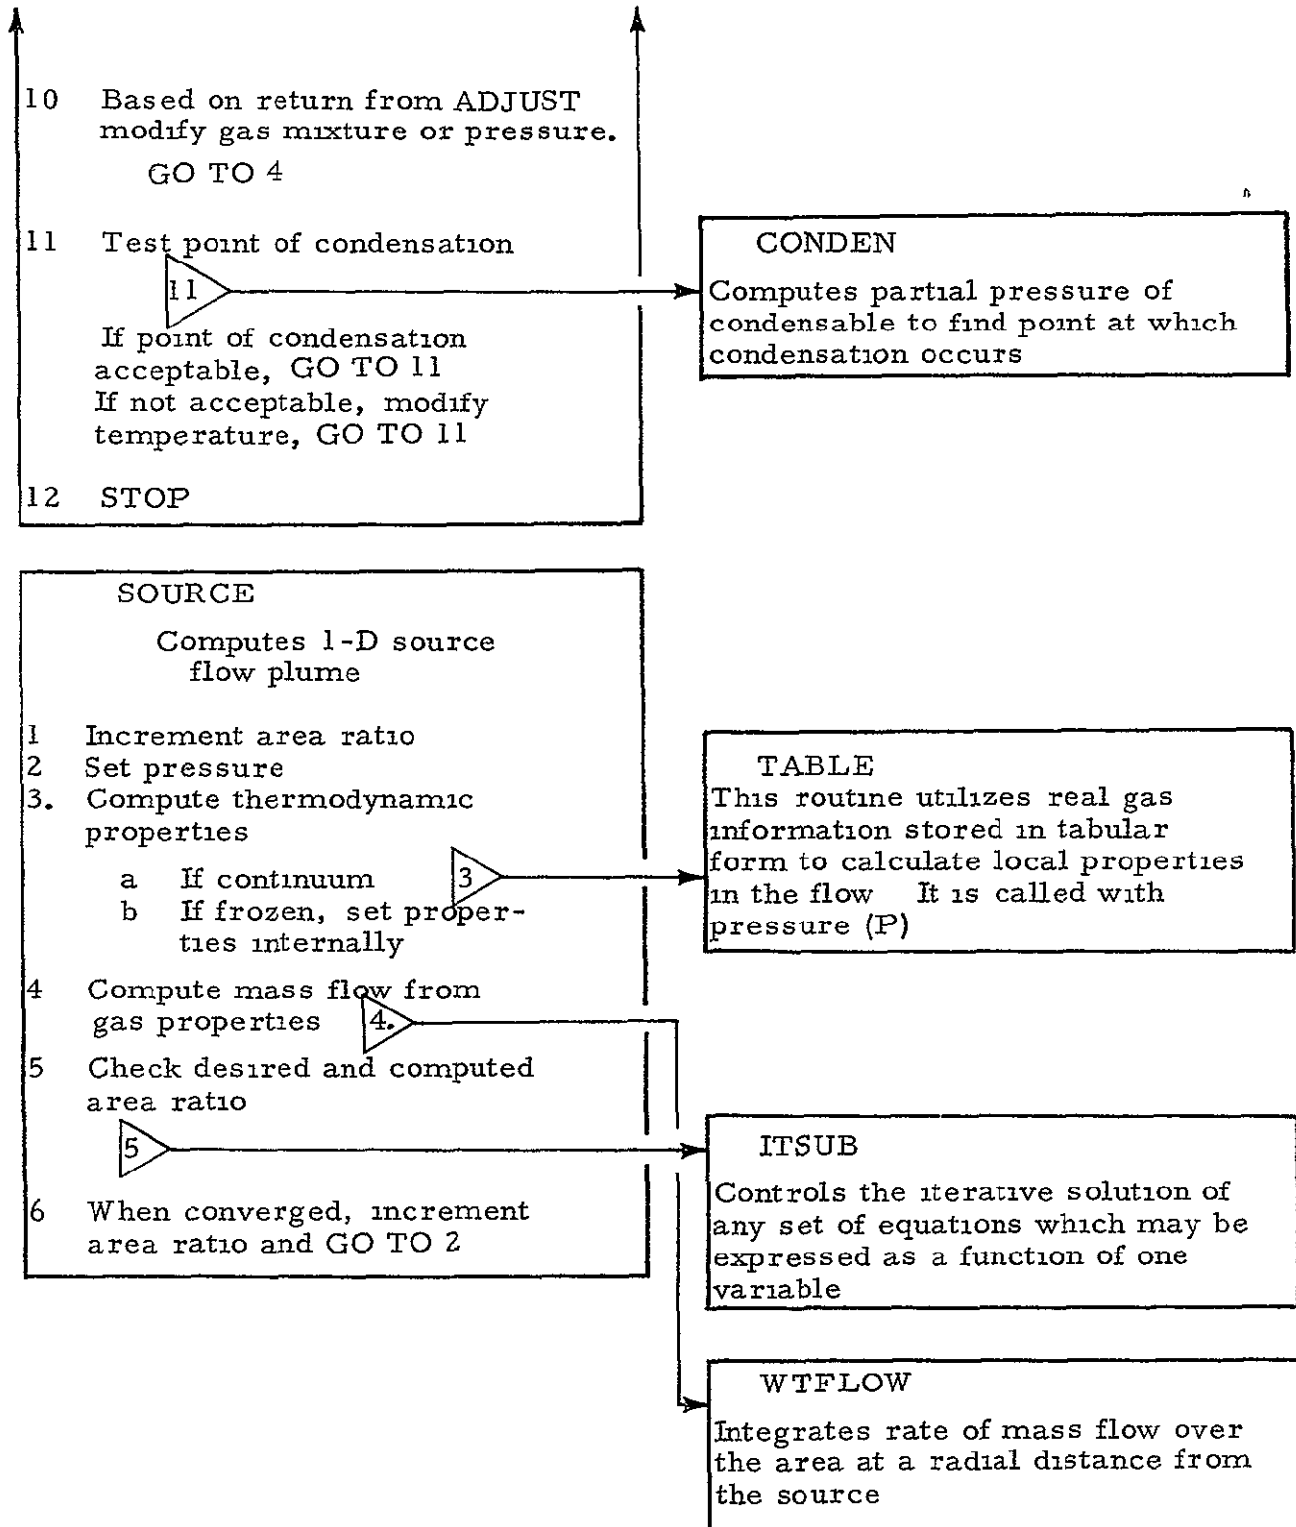 10 Based on return from ADJUST
modify gas mixture or pressure.
GO TO 4
11 Test point of condensation
11
If point of condensation
acceptable, GO TO 11
If not acceptable, modify
temperature, GO TO 11
12 STOP
CONDEN
Computes partial pressure of
condensable to find point at which
condensation occurs
SOURCE
Computes 1-D source
flow plume
1 Increment area ratio
2 Set pressure
3. Compute thermodynamic
properties
a If continuum
3
b If frozen, set proper-
ties internally
4 Compute mass flow from
gas properties
4.
5 Check desired and computed
area ratio
5
6 When converged, increment
area ratio and GO TO 2
TABLE
This routine utilizes real gas
information stored in tabular
form to calculate local properties
in the flow It is called with
pressure (P)
ITSUB
Controls the iterative solution of
any set of equations which may be
expressed as a function of one
variable
WTFLOW
Integrates rate of mass flow over
the area at a radial distance from
the source